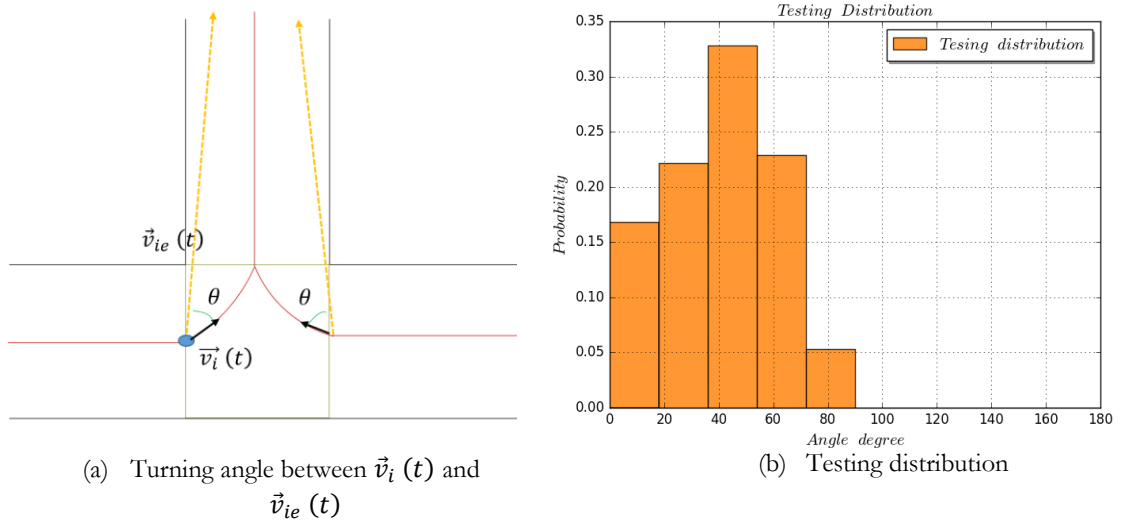 v⃗ᵢₑ (t)
θ
θ
v⃗ᵢ (t)
(a) Turning angle between v⃗ᵢ (t) and
v⃗ᵢₑ (t)
Testing Distribution
Tesing distribution
Probability
0.35
0.30
0.25
0.20
0.15
0.10
0.05
0.00
0 20 40 60 80 100 120 140 160 180
Angle degree
(b) Testing distribution